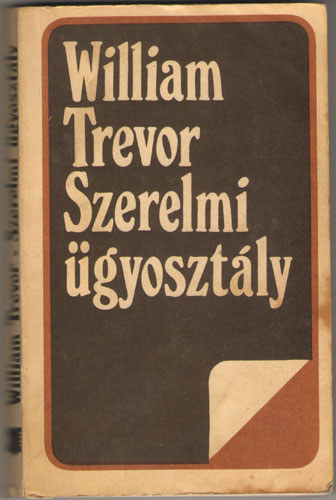 William
Trevor
Szerelmi
ügyosztály
William Trevor · Szerelmi ügyosztály